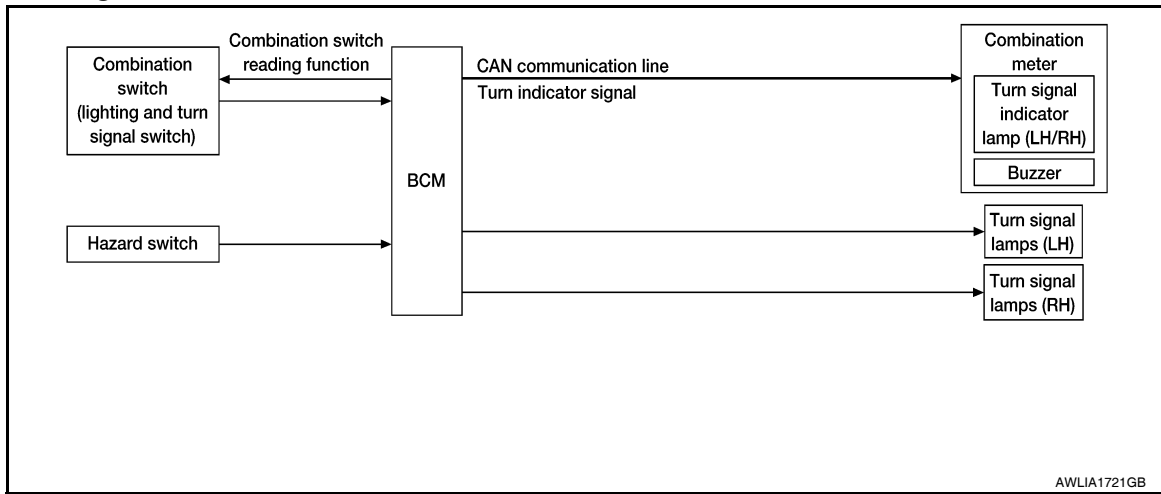 Combination
switch
(lighting and turn
signal switch)
Combination switch
reading function
Hazard switch
BCM
CAN communication line
Turn indicator signal
Combination
meter
Turn signal
indicator
lamp (LH/RH)
Buzzer
Turn signal
lamps (LH)
Turn signal
lamps (RH)
AWLIA1721GB